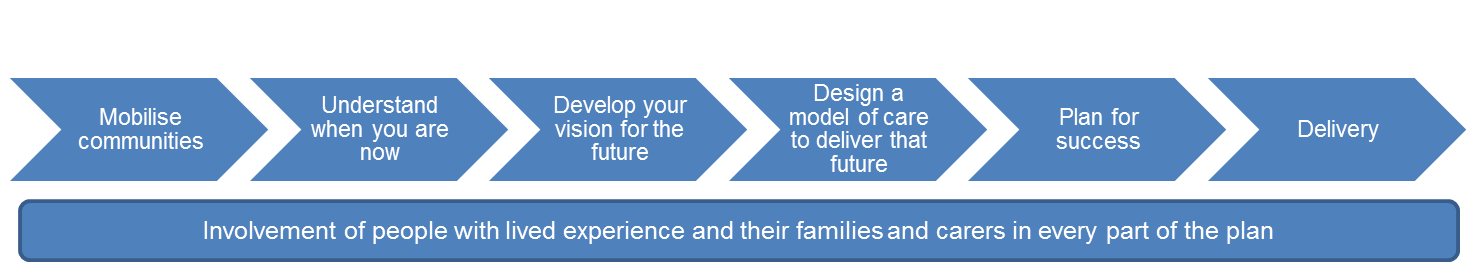 Mobilise
communities
Understand
when you are
now
Develop your
vision for the
future
Design a
model of care
to deliver that
future
Plan for
success
Delivery
Involvement of people with lived experience and their families and carers in every part of the plan